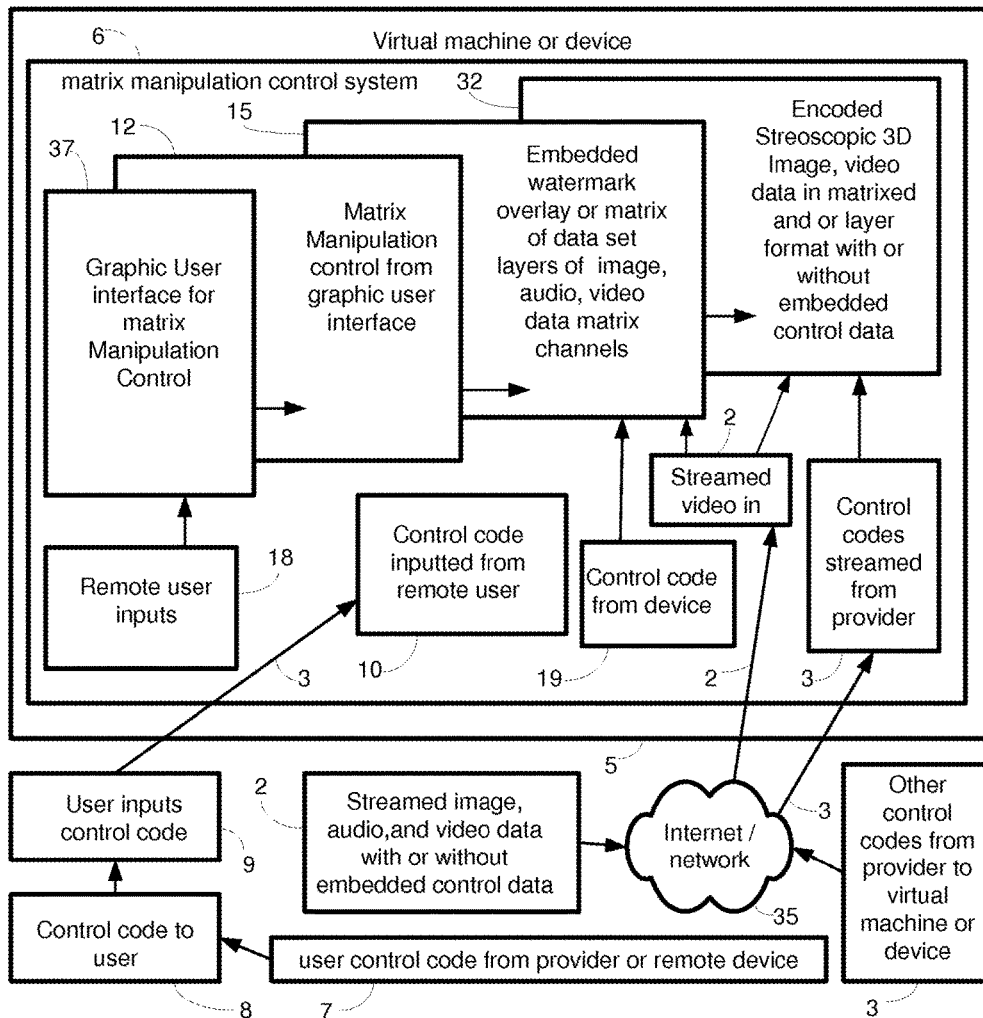 6
Virtual machine or device
matrix manipulation control system
32
15
12
37
Graphic User
interface for
matrix
Manipulation
Control
Matrix
Manipulation
control from
graphic user
interface
Embedded
watermark
overlay or matrix
of data set
layers of image,
audio, video
data matrix
channels
Encoded
Streoscopic 3D
Image, video
data in matrixed
and or layer
format with or
without
embedded
control data
2
Streamed
video in
Control
codes
streamed
from
provider
Remote user
inputs
18
Control code
inputted from
remote user
Control code
from device
3
10
19
2
3
5
User inputs
control code
9
2
Streamed image,
audio,and video data
with or without
embedded control data
Internet /
network
35
3
Other
control
codes from
provider to
virtual
machine or
device
Control code to
user
user control code from provider or remote device
8
7
3